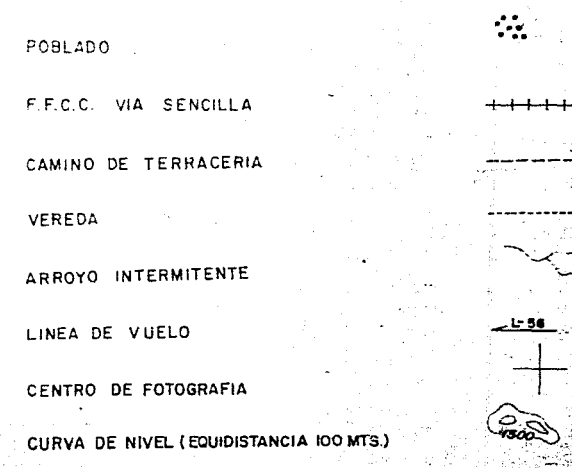 POBLADO
F.F.C.C. VIA SENCILLA
CAMINO DE TERRACERIA
VEREDA
ARROYO INTERMITENTE
LINEA DE VUELO L-56
CENTRO DE FOTOGRAFIA
CURVA DE NIVEL (EQUIDISTANCIA 100 MTS.) 1500